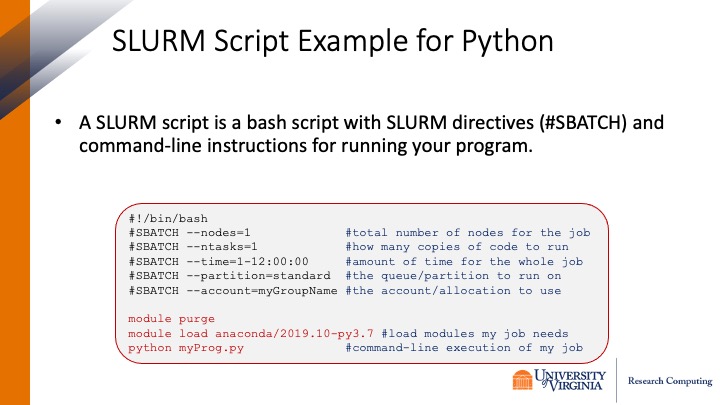 SLURM Script Example for Python
• A SLURM script is a bash script with SLURM directives (#SBATCH) and
command-line instructions for running your program.
#!/bin/bash
#SBATCH --nodes=1 #total number of nodes for the job
#SBATCH --ntasks=1 #how many copies of code to run
#SBATCH --time=1-12:00:00 #amount of time for the whole job
#SBATCH --partition=standard #the queue/partition to run on
#SBATCH --account=myGroupName #the account/allocation to use
module purge
module load anaconda/2019.10-py3.7 #load modules my job needs
python myProg.py #command-line execution of my job
UNIVERSITY
of VIRGINIA
Research Computing